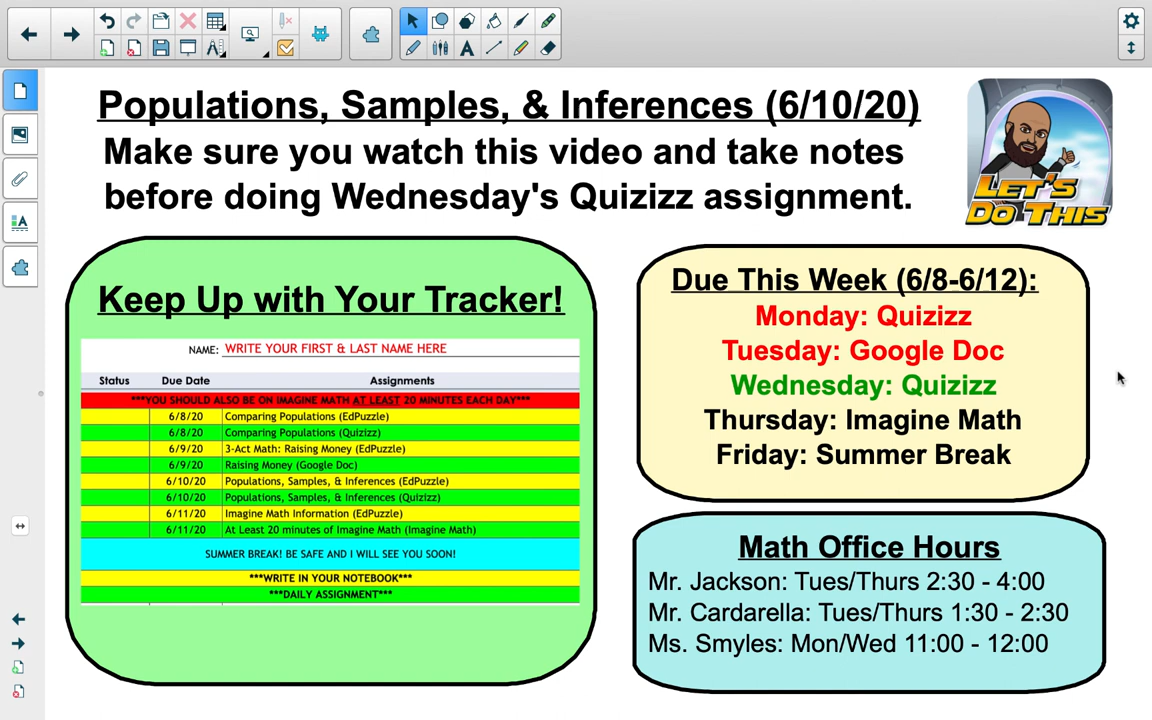 Populations, Samples, & Inferences (6/10/20)
Make sure you watch this video and take notes
before doing Wednesday's Quizizz assignment.
LET'S
DO THIS
Keep Up with Your Tracker!
NAME: WRITE YOUR FIRST & LAST NAME HERE
Status Due Date Assignments
***YOU SHOULD ALSO BE ON IMAGINE MATH AT LEAST 20 MINUTES EACH DAY***
6/8/20 Comparing Populations (EdPuzzle)
6/8/20 Comparing Populations (Quizizz)
6/9/20 3-Act Math: Raising Money (EdPuzzle)
6/9/20 Raising Money (Google Doc)
6/10/20 Populations, Samples, & Inferences (EdPuzzle)
6/10/20 Populations, Samples, & Inferences (Quizizz)
6/11/20 Imagine Math Information (EdPuzzle)
6/11/20 At Least 20 minutes of Imagine Math (Imagine Math)
SUMMER BREAK! BE SAFE AND I WILL SEE YOU SOON!
***WRITE IN YOUR NOTEBOOK***
***DAILY ASSIGNMENT***
Due This Week (6/8-6/12):
Monday: Quizizz
Tuesday: Google Doc
Wednesday: Quizizz
Thursday: Imagine Math
Friday: Summer Break
Math Office Hours
Mr. Jackson: Tues/Thurs 2:30 - 4:00
Mr. Cardarella: Tues/Thurs 1:30 - 2:30
Ms. Smyles: Mon/Wed 11:00 - 12:00